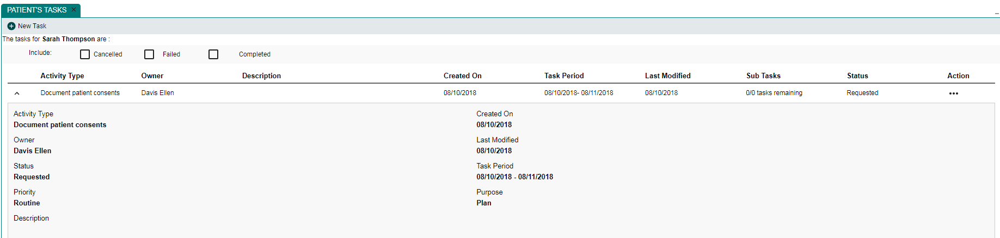 PATIENT'S TASKS ×
New Task
The tasks for Sarah Thompson are :
Include: Cancelled Failed Completed
Activity Type Owner Description Created On Task Period Last Modified Sub Tasks Status Action
Document patient consents Davis Ellen 08/10/2018 08/10/2018- 08/11/2018 08/10/2018 0/0 tasks remaining Requested •••
Activity Type Created On
Document patient consents 08/10/2018
Owner Last Modified
Davis Ellen 08/10/2018
Status Task Period
Requested 08/10/2018 - 08/11/2018
Priority Purpose
Routine Plan
Description